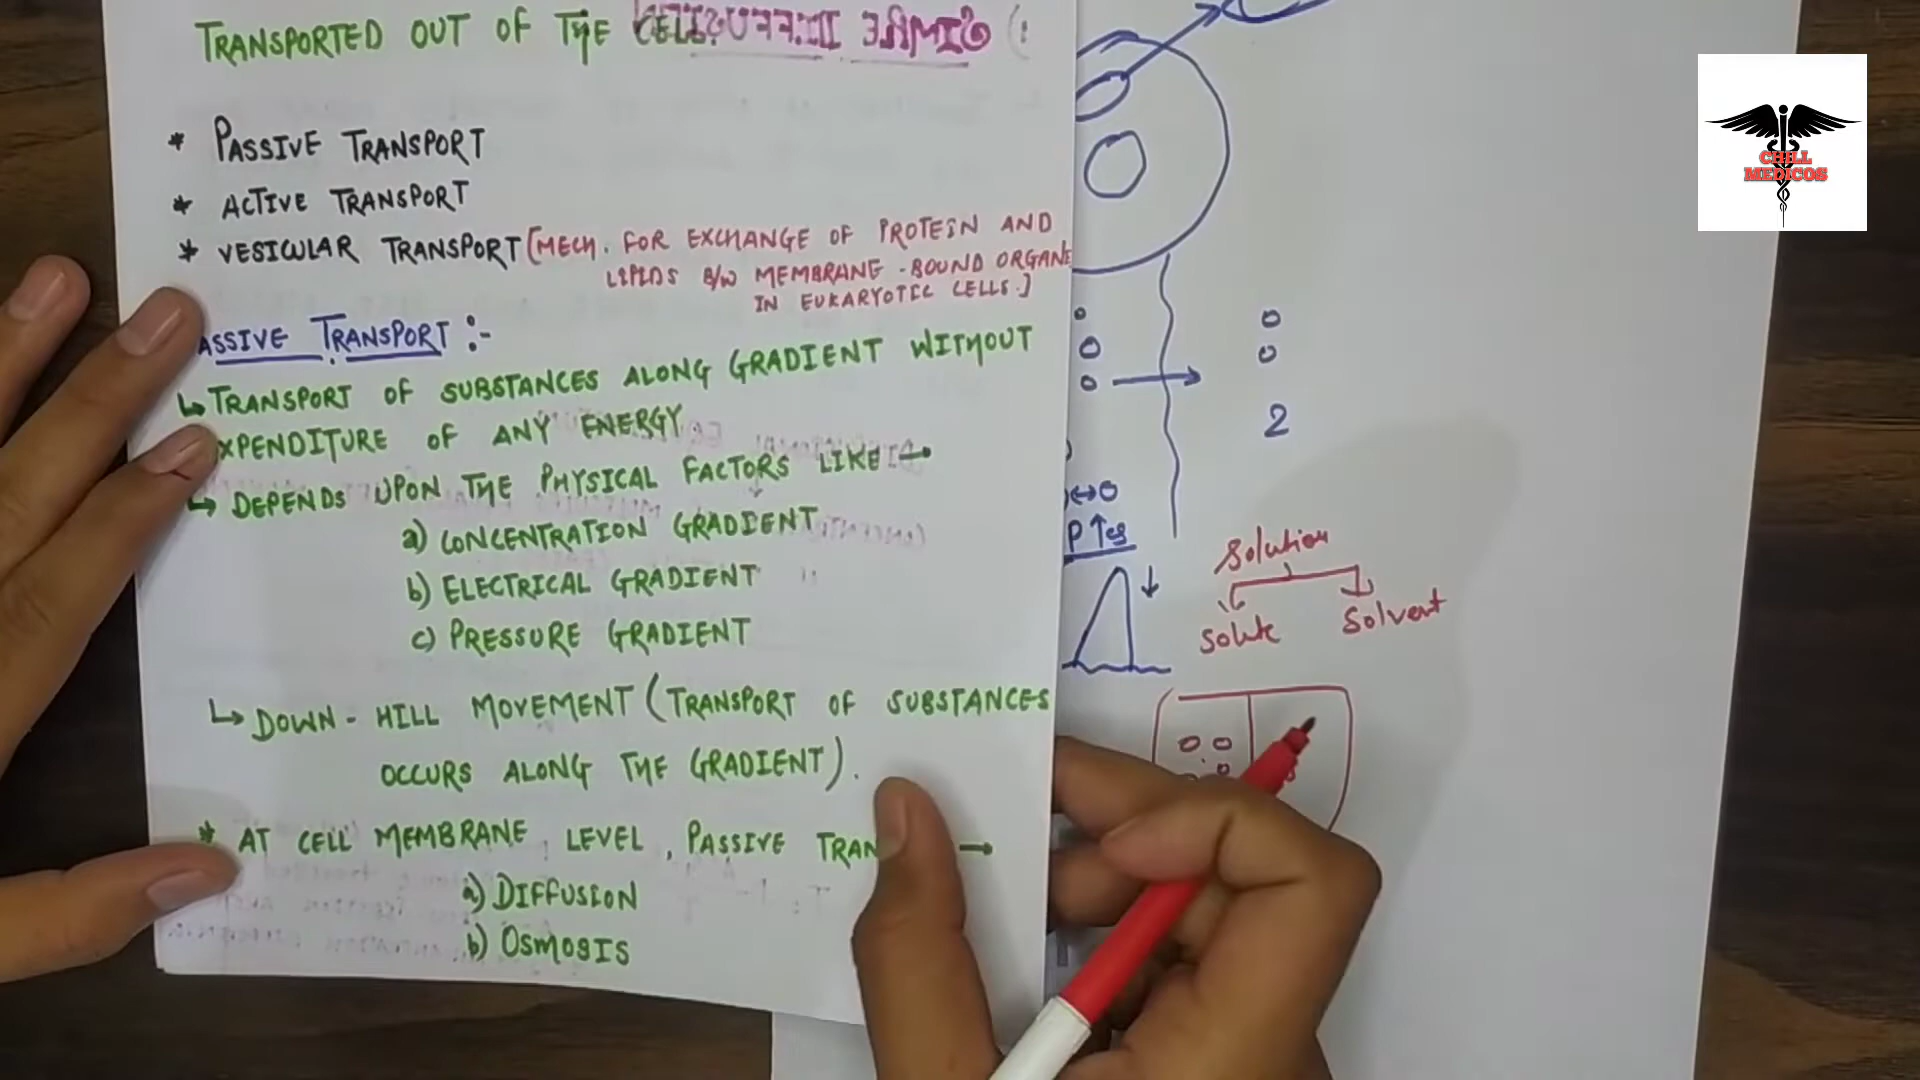 TRANSPORTED OUT OF THE CELL
* PASSIVE TRANSPORT
* ACTIVE TRANSPORT
* VESICULAR TRANSPORT [MECH. FOR EXCHANGE OF PROTEIN AND
LIPIDS B/W MEMBRANE-BOUND ORGANE
IN EUKARYOTIC CELLS.]
ASSIVE TRANSPORT :-
↳ TRANSPORT OF SUBSTANCES ALONG GRADIENT WITHOUT
XPENDITURE OF ANY ENERGY
↳ DEPENDS UPON THE PHYSICAL FACTORS LIKE →
a) CONCENTRATION GRADIENT
b) ELECTRICAL GRADIENT
c) PRESSURE GRADIENT
↳ DOWN-HILL MOVEMENT (TRANSPORT OF SUBSTANCES
OCCURS ALONG THE GRADIENT).
* AT CELL MEMBRANE LEVEL, PASSIVE TRAN →
a) DIFFUSION
b) OSMOSIS
2
P↑es
Solution
Solute
Solvent
CHILL
MEDICOS